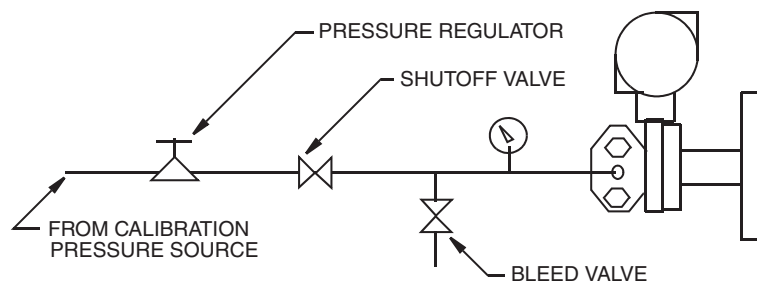 PRESSURE REGULATOR
SHUTOFF VALVE
FROM CALIBRATION
PRESSURE SOURCE
BLEED VALVE